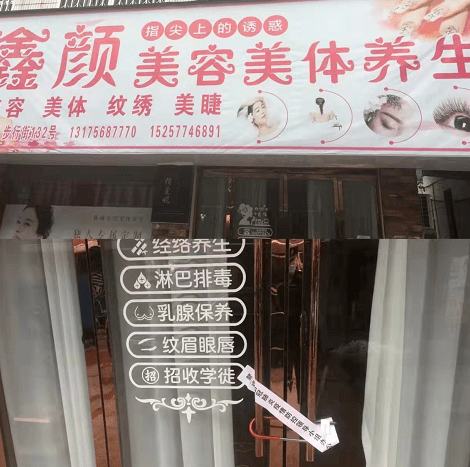 指尖上的诱惑
鑫颜美容美体养生
容 美体 纹绣 美睫
步行街132号 13175687770 15257746891
经络养生
淋巴排毒
乳腺保养
纹眉眼唇
招 招收学徒